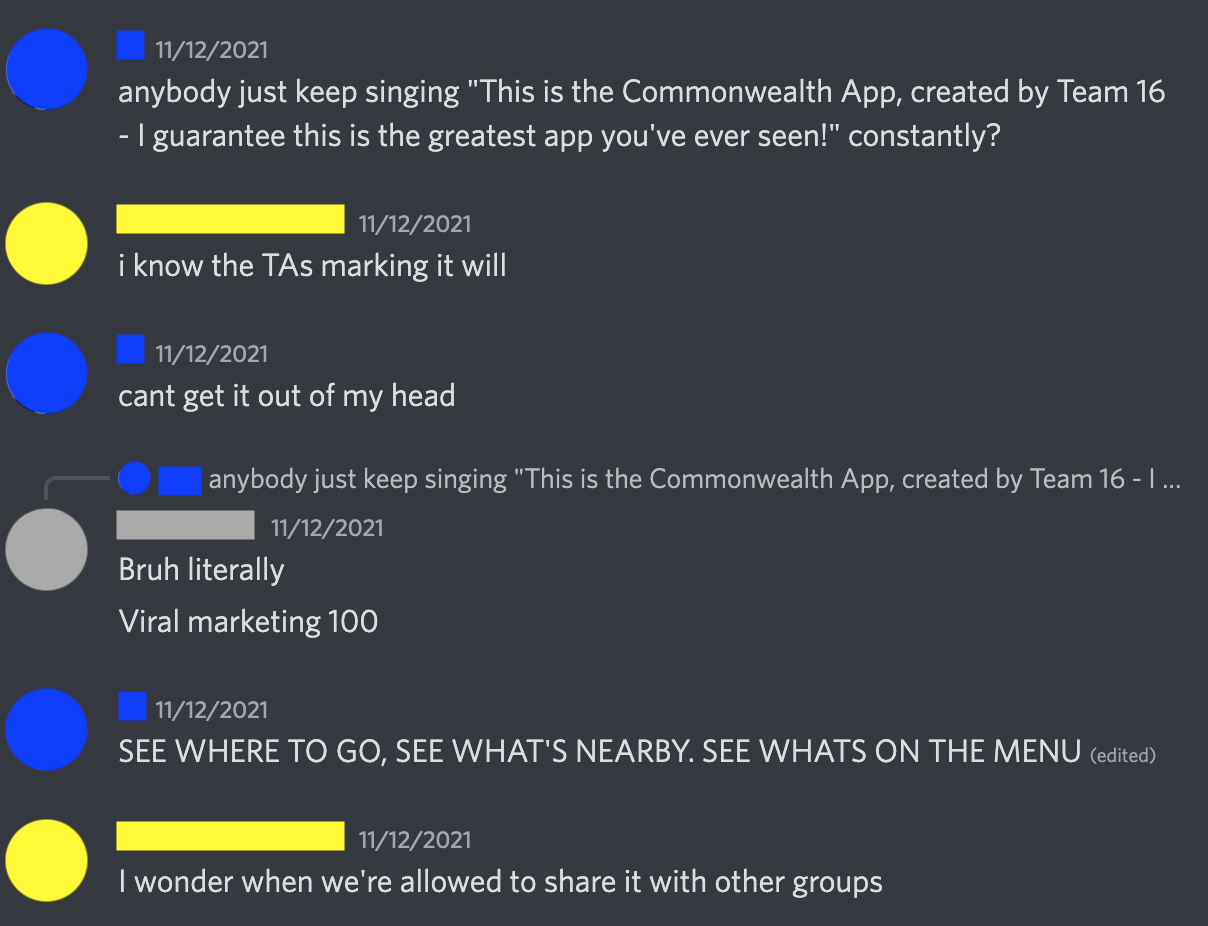 11/12/2021
anybody just keep singing "This is the Commonwealth App, created by Team 16
- I guarantee this is the greatest app you've ever seen!" constantly?
11/12/2021
i know the TAs marking it will
11/12/2021
cant get it out of my head
anybody just keep singing "This is the Commonwealth App, created by Team 16 - I ...
11/12/2021
Bruh literally
Viral marketing 100
11/12/2021
SEE WHERE TO GO, SEE WHAT'S NEARBY. SEE WHATS ON THE MENU (edited)
11/12/2021
I wonder when we're allowed to share it with other groups